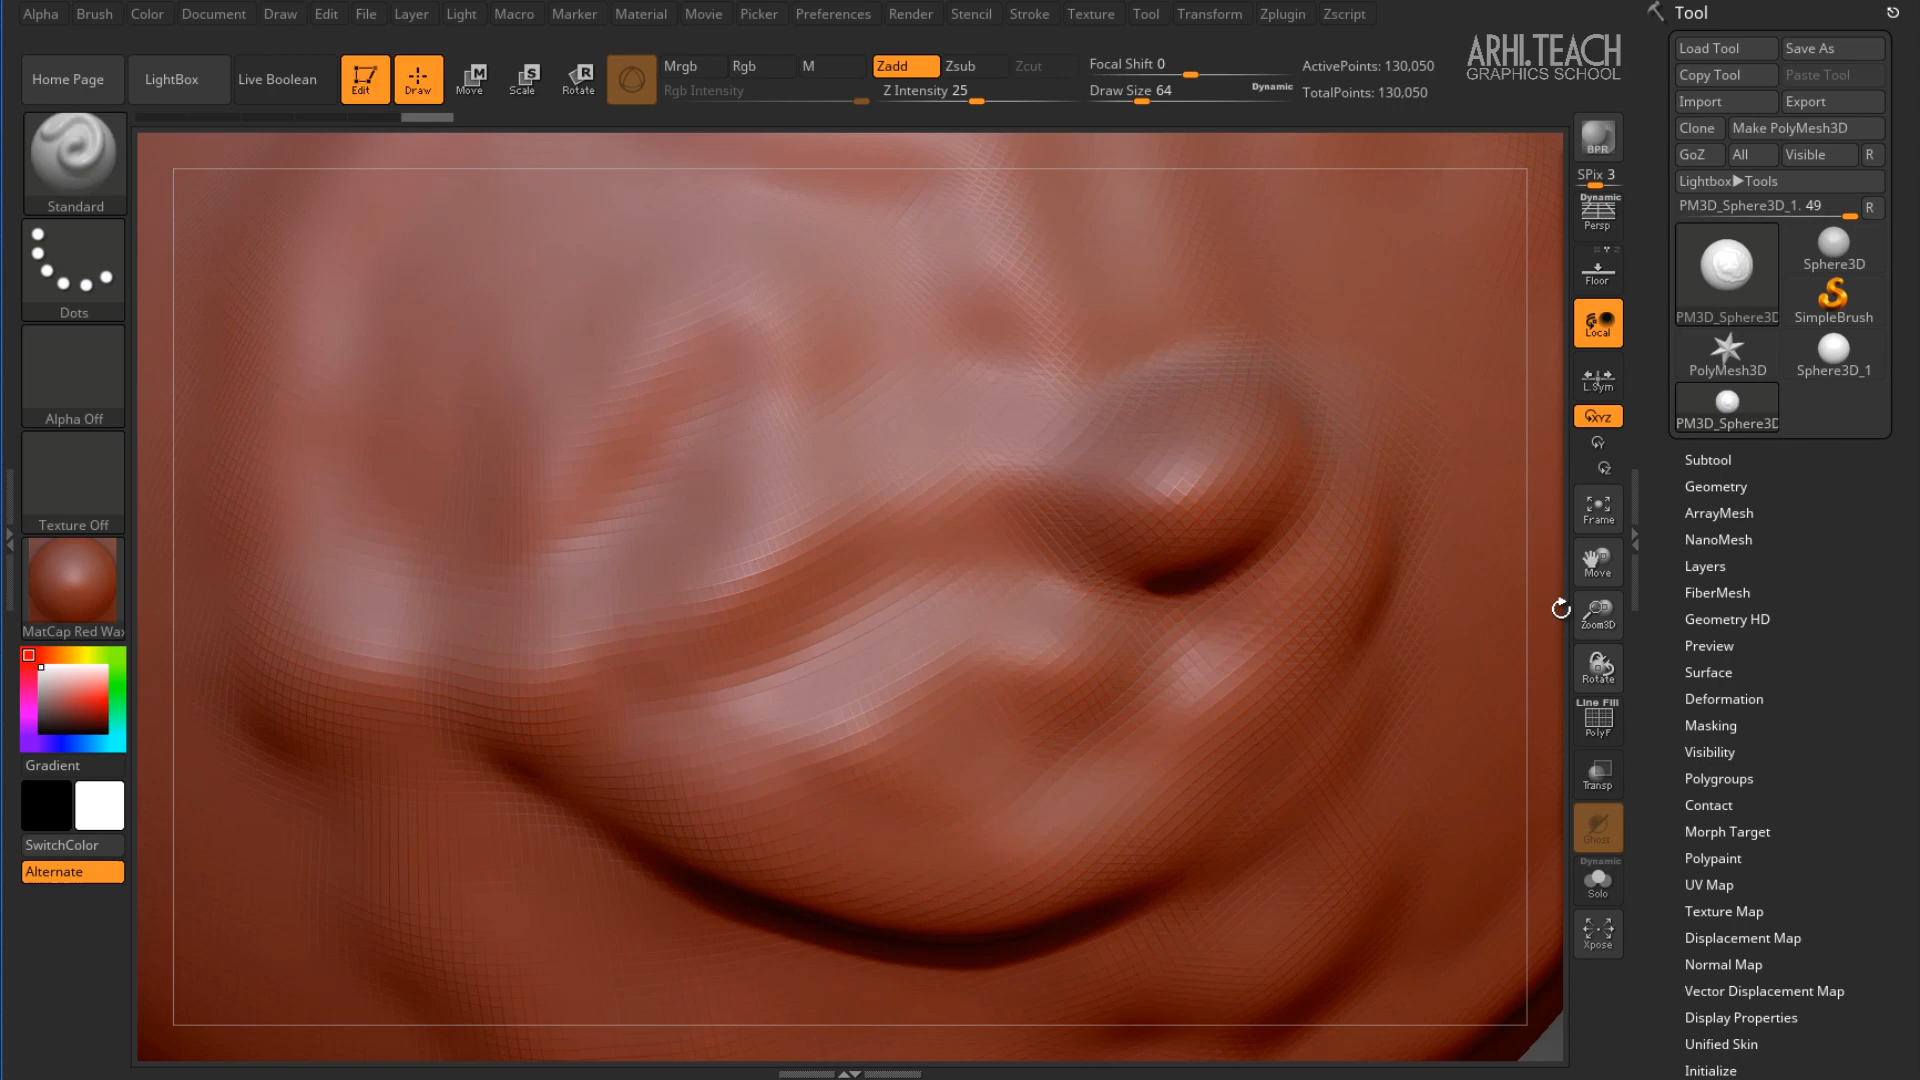 Alpha Brush Color Document Draw Edit File Layer Light Macro Marker Material Movie Picker Preferences Render Stencil Stroke Texture Tool Transform Zplugin Zscript
Tool
Home Page
LightBox
Live Boolean
Edit
Draw
Move
Scale
Rotate
Mrgb Rgb M
Rgb Intensity
Zadd Zsub Zcut
Z Intensity 25
Focal Shift 0
Draw Size 64
Dynamic
ActivePoints: 130,050
TotalPoints: 130,050
ARHI.TEACH
GRAPHICS SCHOOL
Standard
Dots
Alpha Off
Texture Off
MatCap Red Wax
Gradient
SwitchColor
Alternate
BPR
SPix 3
Dynamic
Persp
Floor
Local
L.Sym
XYZ
Y
Z
Frame
Move
Zoom3D
Rotate
Line Fill
PolyF
Transp
Ghost
Dynamic
Solo
Xpose
Load Tool Save As
Copy Tool Paste Tool
Import Export
Clone Make PolyMesh3D
GoZ All Visible R
Lightbox▶Tools
PM3D_Sphere3D_1. 49 R
PM3D_Sphere3D
Sphere3D
SimpleBrush
PolyMesh3D
Sphere3D_1
PM3D_Sphere3D
Subtool
Geometry
ArrayMesh
NanoMesh
Layers
FiberMesh
Geometry HD
Preview
Surface
Deformation
Masking
Visibility
Polygroups
Contact
Morph Target
Polypaint
UV Map
Texture Map
Displacement Map
Normal Map
Vector Displacement Map
Display Properties
Unified Skin
Initialize